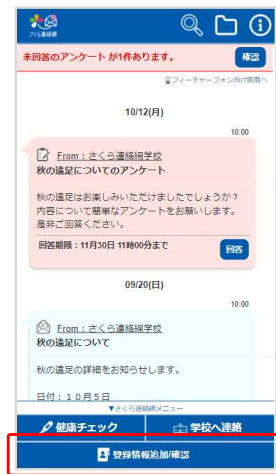 さくら連絡網
未回答のアンケート が1件あります。
確認
フィーチャーフォン向け画面へ
10/12(月)
10:00
From：さくら連絡網学校
秋の遠足についてのアンケート
秋の遠足はお楽しみいただけましたでしょうか？
内容について簡単なアンケートをお願いします。
是非ご回答ください。
回答期限：11月30日 11時00分まで
回答
09/20(日)
10:00
From：さくら連絡網学校
秋の遠足について
秋の遠足の詳細をお知らせします。
日付：１０月５日
▼さくら連絡網メニュー
健康チェック
学校へ連絡
登録情報追加/確認